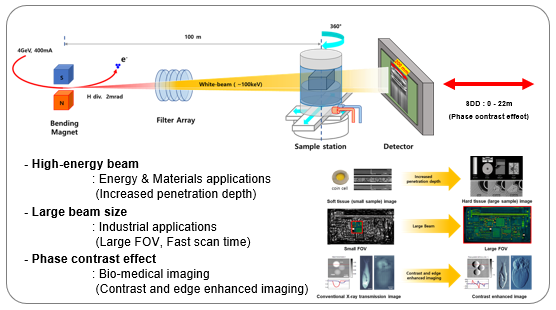 360°
100 m
4GeV, 400mA
e-
S
N
H div. 2mrad
White-beam ( ~100keV)
Bending
Magnet
Filter Array
Sample station
Detector
SDD : 0 - 22m
(Phase contrast effect)
- High-energy beam
: Energy & Materials applications
(Increased penetration depth)
- Large beam size
: Industrial applications
(Large FOV, Fast scan time)
- Phase contrast effect
: Bio-medical imaging
(Contrast and edge enhanced imaging)
coin cell
Increased
penetration depth
Soft tissue (small sample) image
Hard tissue (large sample) image
Large Beam
Small FOV
Large FOV
Contrast and edge
enhanced imaging
Conventional X-ray transmission image
Contrast enhanced image